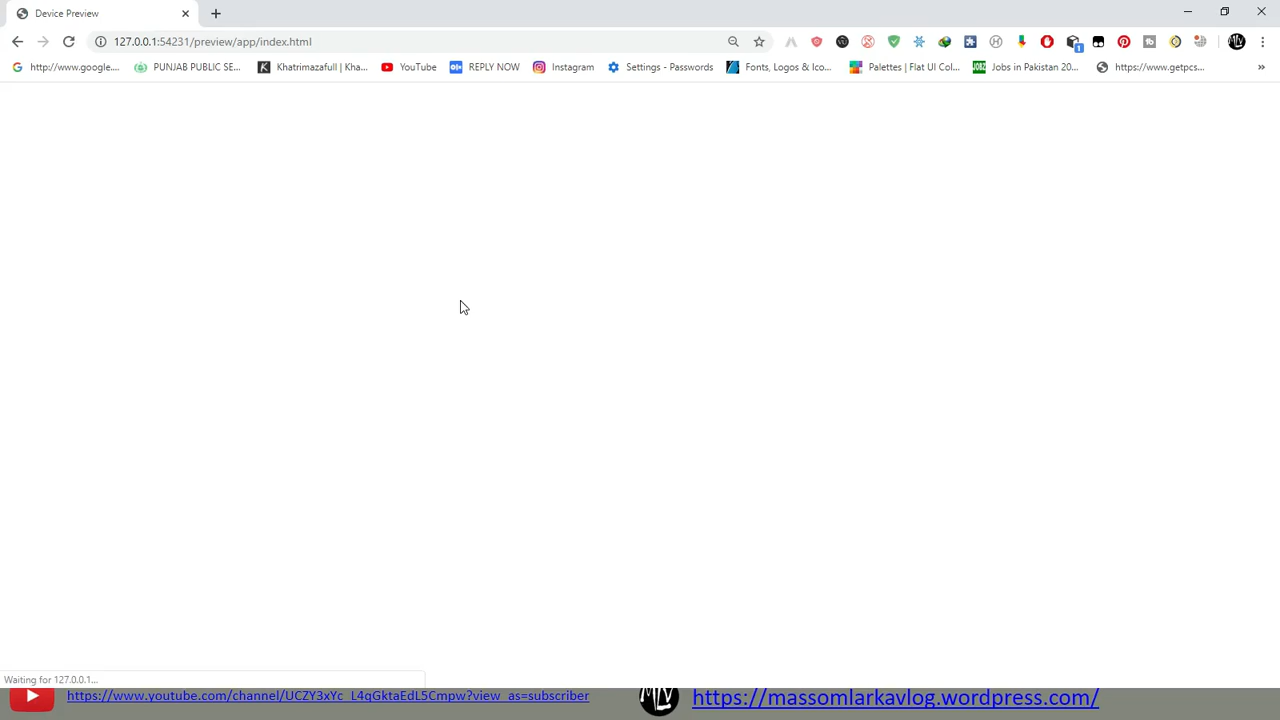 Device Preview
127.0.0.1:54231/preview/app/index.html
http://www.google.... PUNJAB PUBLIC SE... Khatrimazafull | Kha... YouTube REPLY NOW Instagram Settings - Passwords Fonts, Logos & Ico... Palettes | Flat UI Col... Jobs in Pakistan 20... https://www.getpcs... »
Waiting for 127.0.0.1...
https://www.youtube.com/channel/UCZY3xYc_L4qGktaEdL5Cmpw?view_as=subscriber MLV https://massomlarkavlog.wordpress.com/